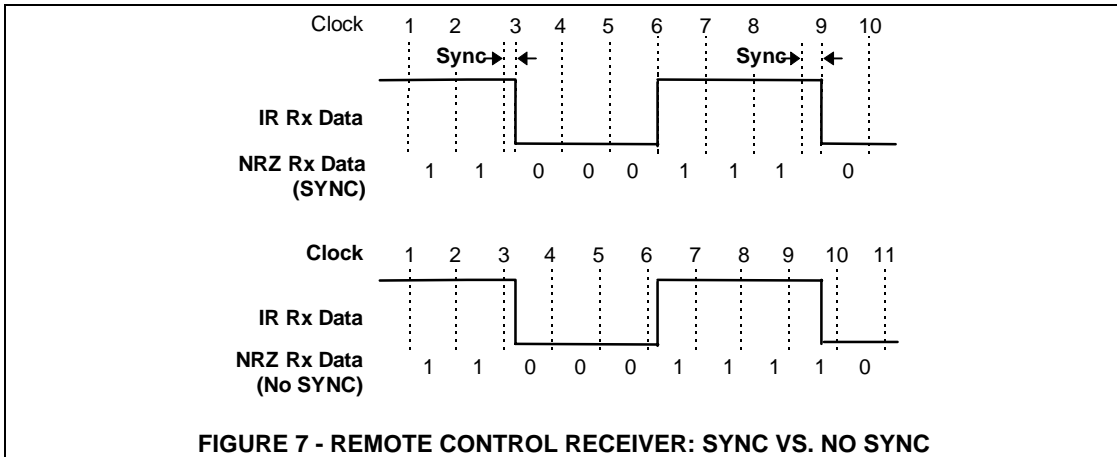 Clock 1 2 3 4 5 6 7 8 9 10
Sync Sync
IR Rx Data
NRZ Rx Data
(SYNC)
1 1 0 0 0 1 1 1 0
Clock 1 2 3 4 5 6 7 8 9 10 11
IR Rx Data
NRZ Rx Data
(No SYNC)
1 1 0 0 0 1 1 1 1 0
FIGURE 7 - REMOTE CONTROL RECEIVER: SYNC VS. NO SYNC